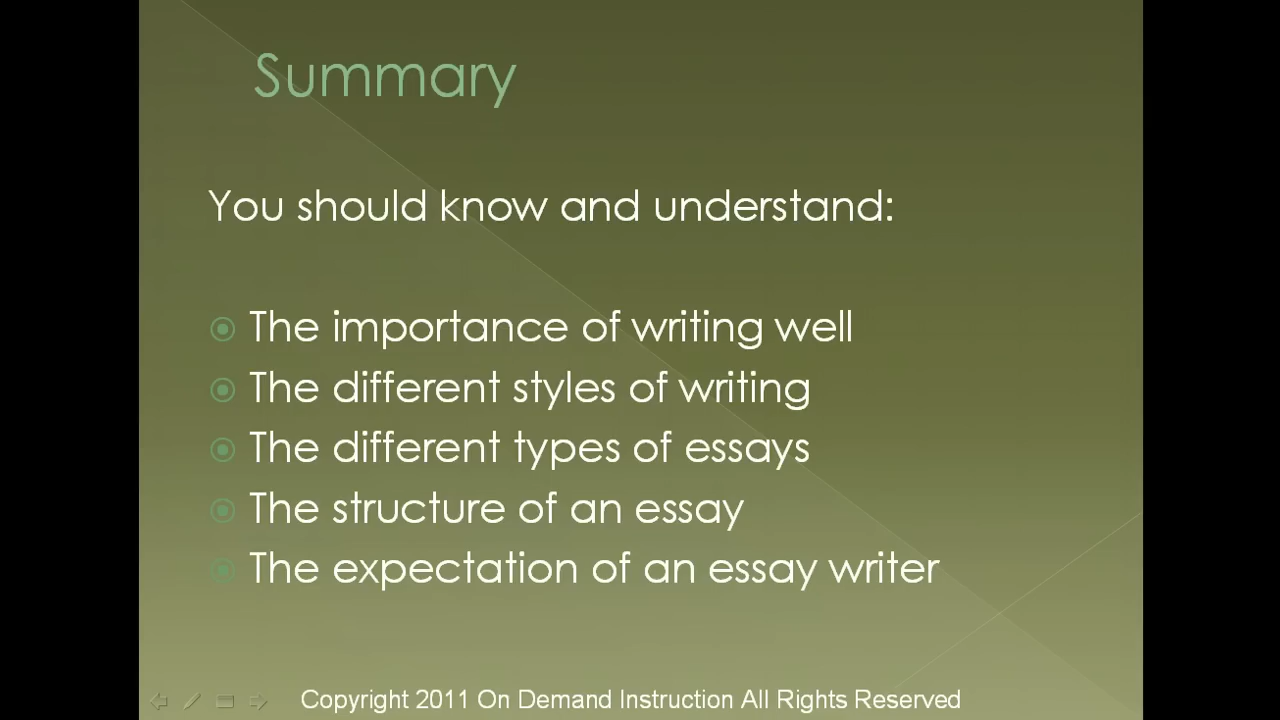 Summary
You should know and understand:
The importance of writing well
The different styles of writing
The different types of essays
The structure of an essay
The expectation of an essay writer
Copyright 2011 On Demand Instruction All Rights Reserved